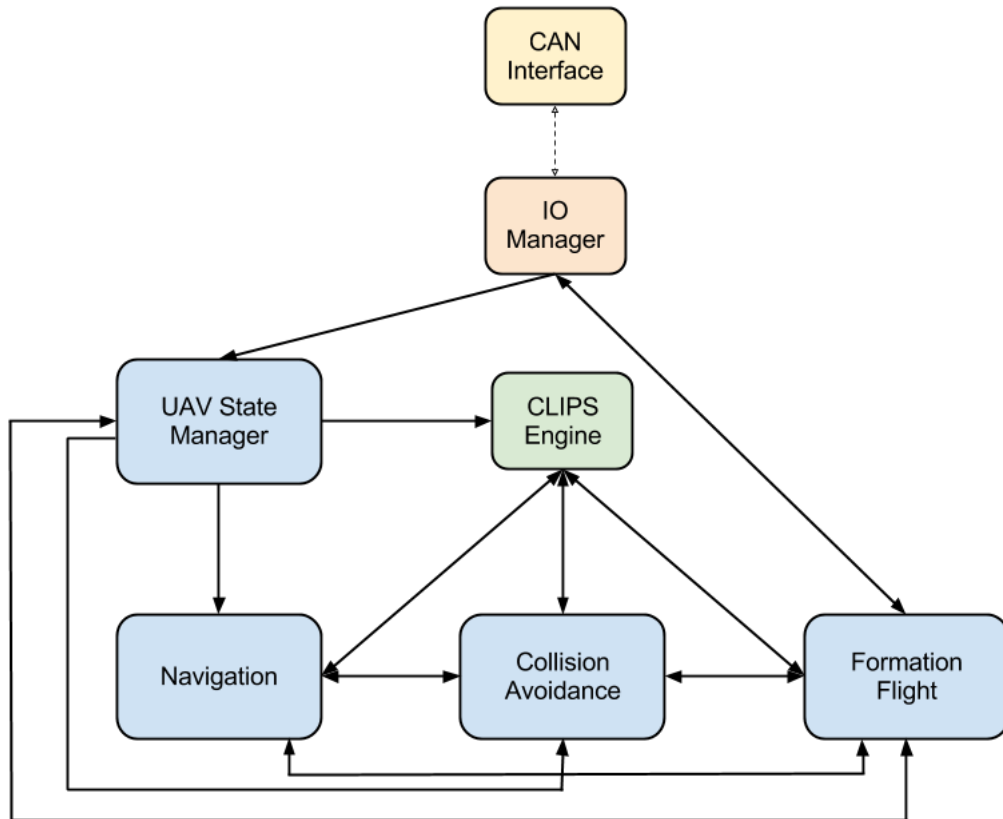 CAN
Interface
IO
Manager
UAV State
Manager
CLIPS
Engine
Navigation
Collision
Avoidance
Formation
Flight